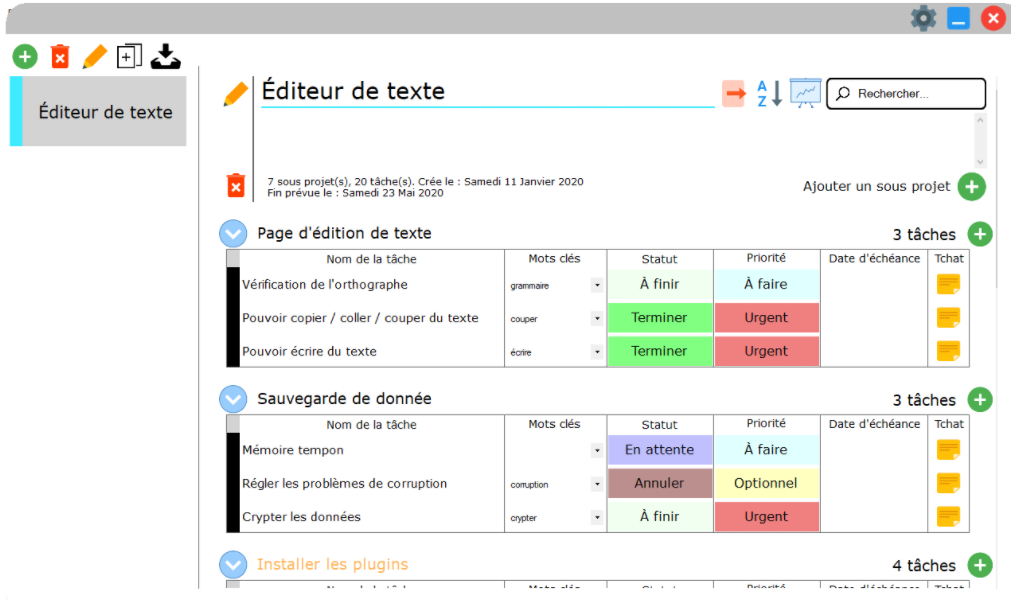 Éditeur de texte
Éditeur de texte
A
Z
Rechercher...
7 sous projet(s), 20 tâche(s). Crée le : Samedi 11 Janvier 2020
Fin prévue le : Samedi 23 Mai 2020
Ajouter un sous projet
Page d'édition de texte 3 tâches
Nom de la tâche Mots clés Statut Priorité Date d'échéance Tchat
Vérification de l'orthographe grammaire À finir À faire
Pouvoir copier / coller / couper du texte couper Terminer Urgent
Pouvoir écrire du texte écrire Terminer Urgent
Sauvegarde de donnée 3 tâches
Nom de la tâche Mots clés Statut Priorité Date d'échéance Tchat
Mémoire tempon En attente À faire
Régler les problèmes de corruption corruption Annuler Optionnel
Crypter les données crypter À finir Urgent
Installer les plugins 4 tâches